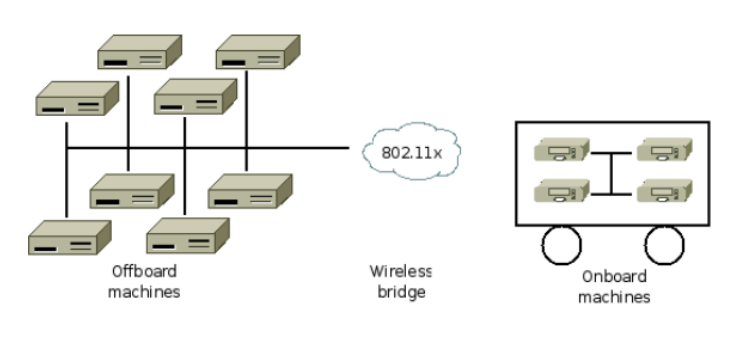 802.11x
Offboard
machines
Wireless
bridge
Onboard
machines